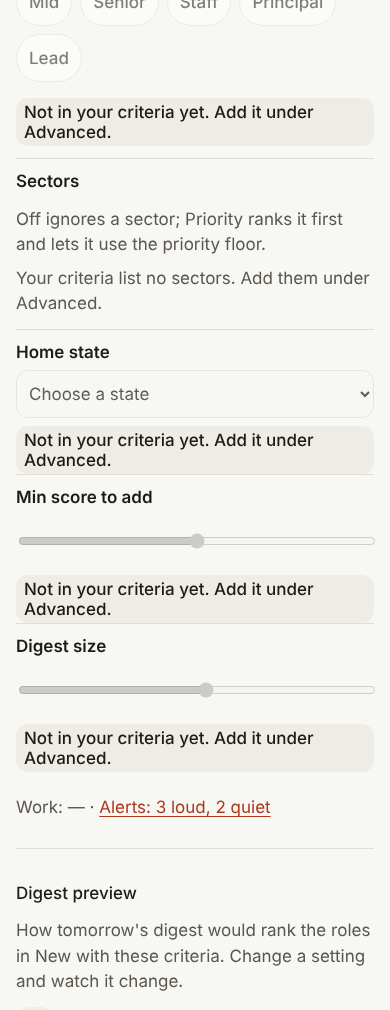 Mid Senior Staff Principal
Lead
Not in your criteria yet. Add it under
Advanced.
Sectors
Off ignores a sector; Priority ranks it first
and lets it use the priority floor.
Your criteria list no sectors. Add them under
Advanced.
Home state
Choose a state
Not in your criteria yet. Add it under
Advanced.
Min score to add
Not in your criteria yet. Add it under
Advanced.
Digest size
Not in your criteria yet. Add it under
Advanced.
Work: — · Alerts: 3 loud, 2 quiet
Digest preview
How tomorrow's digest would rank the roles
in New with these criteria. Change a setting
and watch it change.